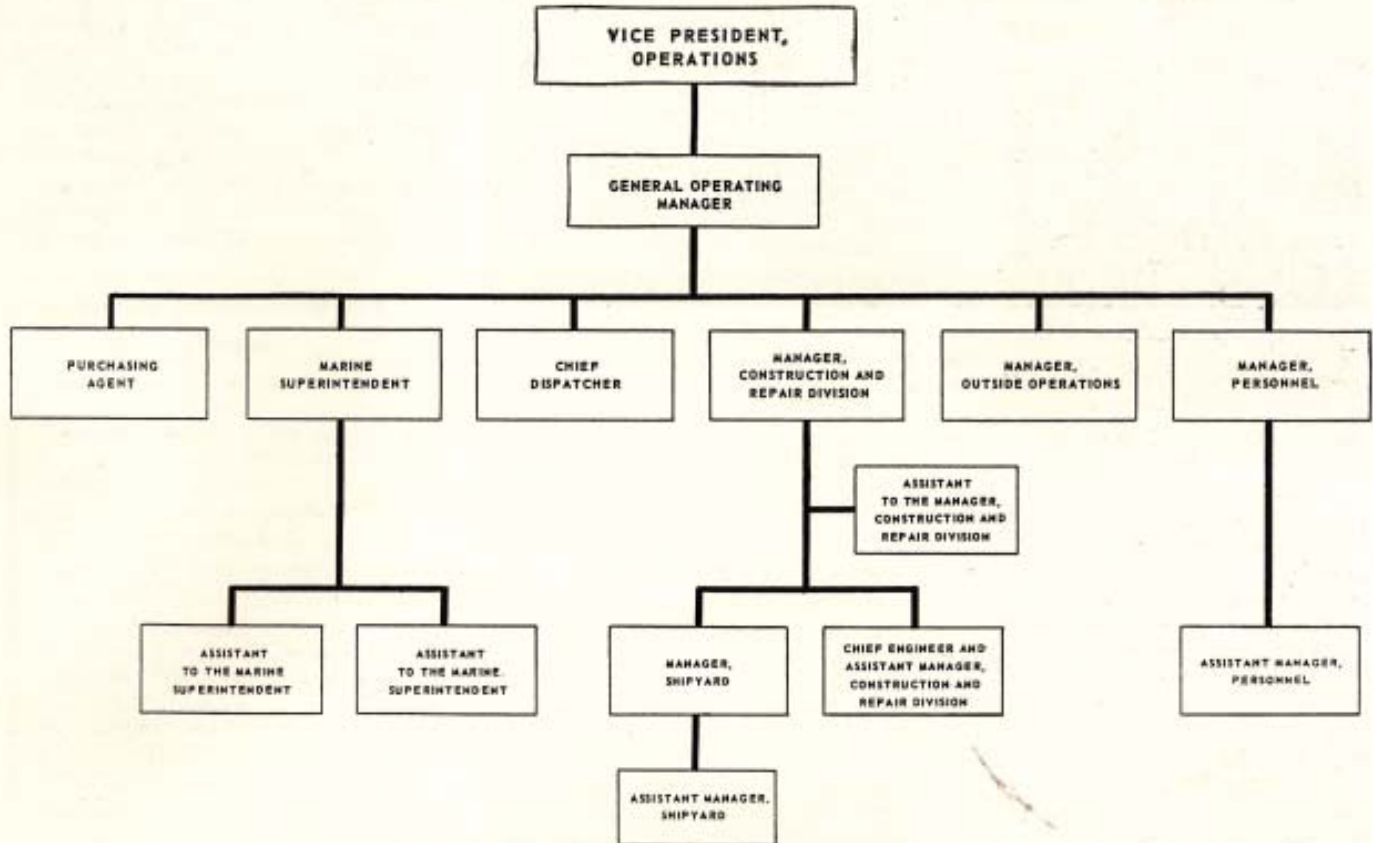 VICE PRESIDENT,
OPERATIONS
GENERAL OPERATING
MANAGER
PURCHASING
AGENT
MARINE
SUPERINTENDENT
CHIEF
DISPATCHER
MANAGER,
CONSTRUCTION AND
REPAIR DIVISION
MANAGER,
OUTSIDE OPERATIONS
MANAGER,
PERSONNEL
ASSISTANT
TO THE MANAGER,
CONSTRUCTION AND
REPAIR DIVISION
ASSISTANT
TO THE MARINE
SUPERINTENDENT
ASSISTANT
TO THE MARINE
SUPERINTENDENT
MANAGER,
SHIPYARD
CHIEF ENGINEER AND
ASSISTANT MANAGER,
CONSTRUCTION AND
REPAIR DIVISION
ASSISTANT MANAGER,
PERSONNEL
ASSISTANT MANAGER,
SHIPYARD